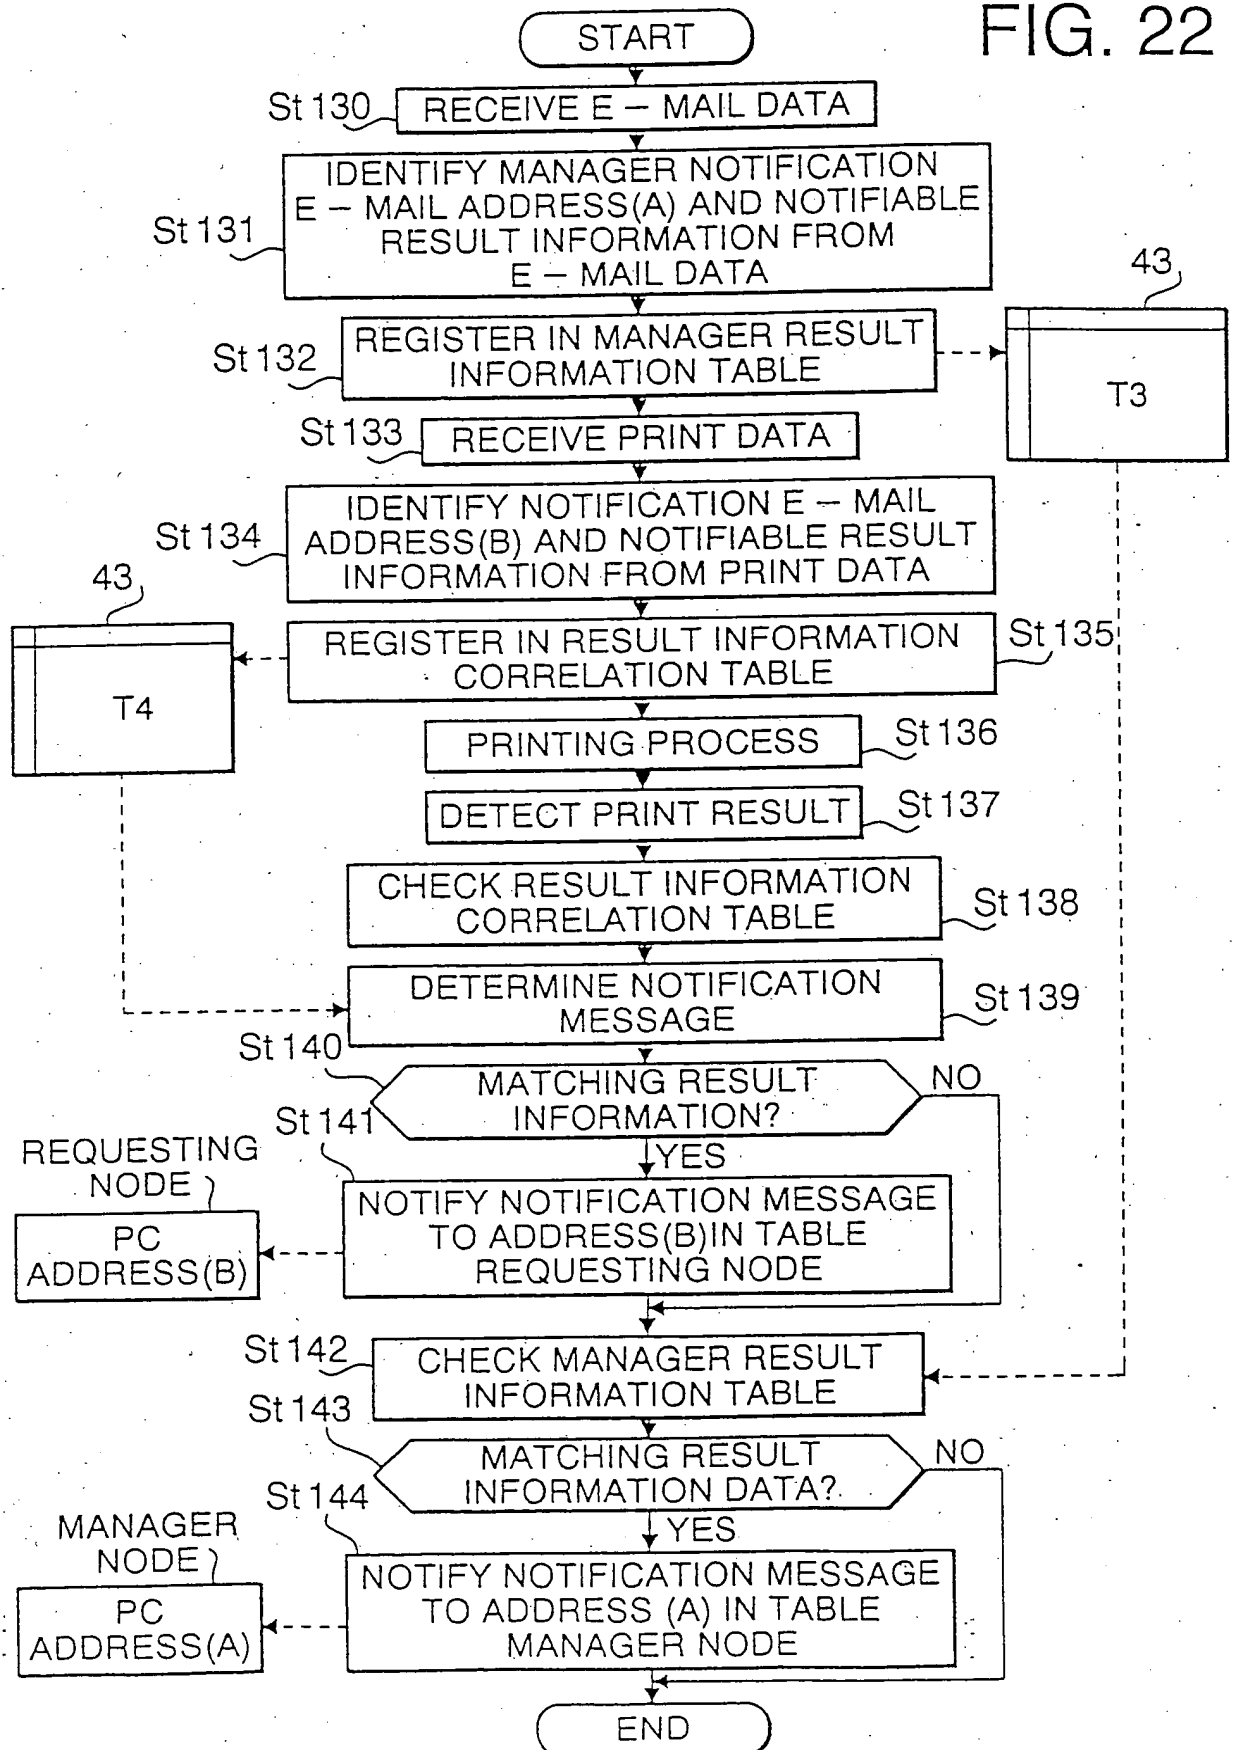 FIG. 22
START
St 130
RECEIVE E – MAIL DATA
St 131
IDENTIFY MANAGER NOTIFICATION
E – MAIL ADDRESS(A) AND NOTIFIABLE
RESULT INFORMATION FROM
E – MAIL DATA
43
St 132
REGISTER IN MANAGER RESULT
INFORMATION TABLE
T3
St 133
RECEIVE PRINT DATA
St 134
IDENTIFY NOTIFICATION E – MAIL
ADDRESS(B) AND NOTIFIABLE RESULT
INFORMATION FROM PRINT DATA
43
REGISTER IN RESULT INFORMATION
CORRELATION TABLE
St 135
T4
PRINTING PROCESS
St 136
DETECT PRINT RESULT
St 137
CHECK RESULT INFORMATION
CORRELATION TABLE
St 138
DETERMINE NOTIFICATION
MESSAGE
St 139
St 140
MATCHING RESULT
INFORMATION?
NO
St 141
YES
REQUESTING
NODE
NOTIFY NOTIFICATION MESSAGE
TO ADDRESS(B)IN TABLE
REQUESTING NODE
PC
ADDRESS(B)
St 142
CHECK MANAGER RESULT
INFORMATION TABLE
St 143
MATCHING RESULT
INFORMATION DATA?
NO
St 144
YES
MANAGER
NODE
NOTIFY NOTIFICATION MESSAGE
TO ADDRESS (A) IN TABLE
MANAGER NODE
PC
ADDRESS(A)
END